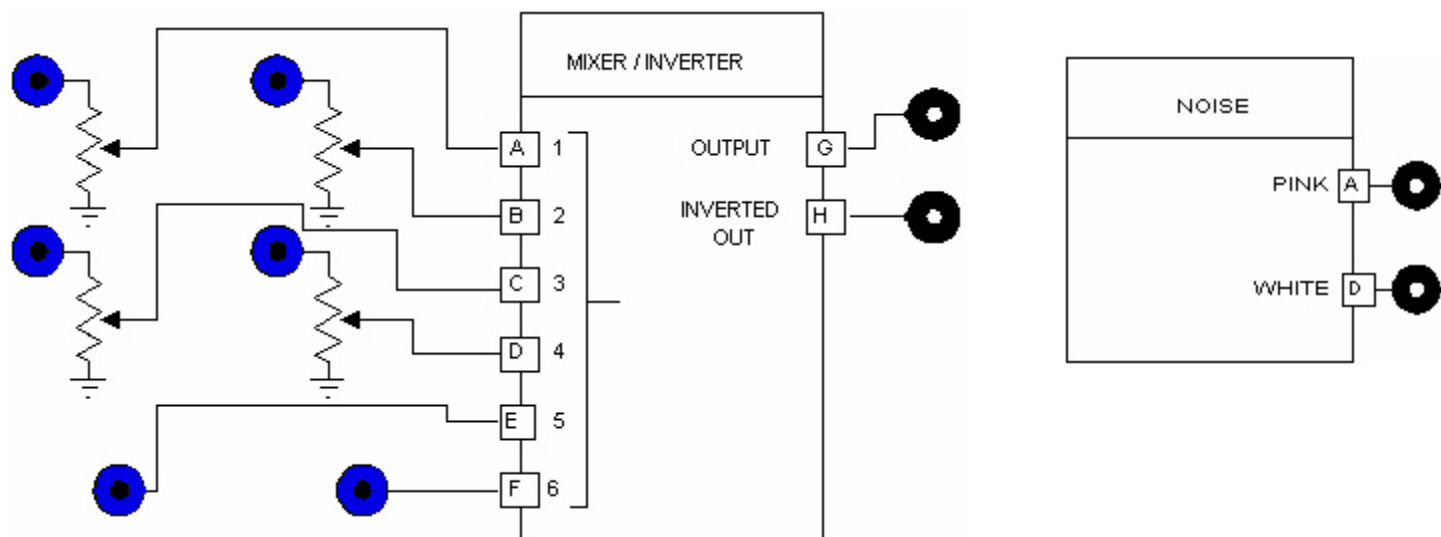 MIXER / INVERTER
A 1
B 2
C 3
D 4
E 5
F 6
OUTPUT G
INVERTED
OUT
H
NOISE
PINK A
WHITE D